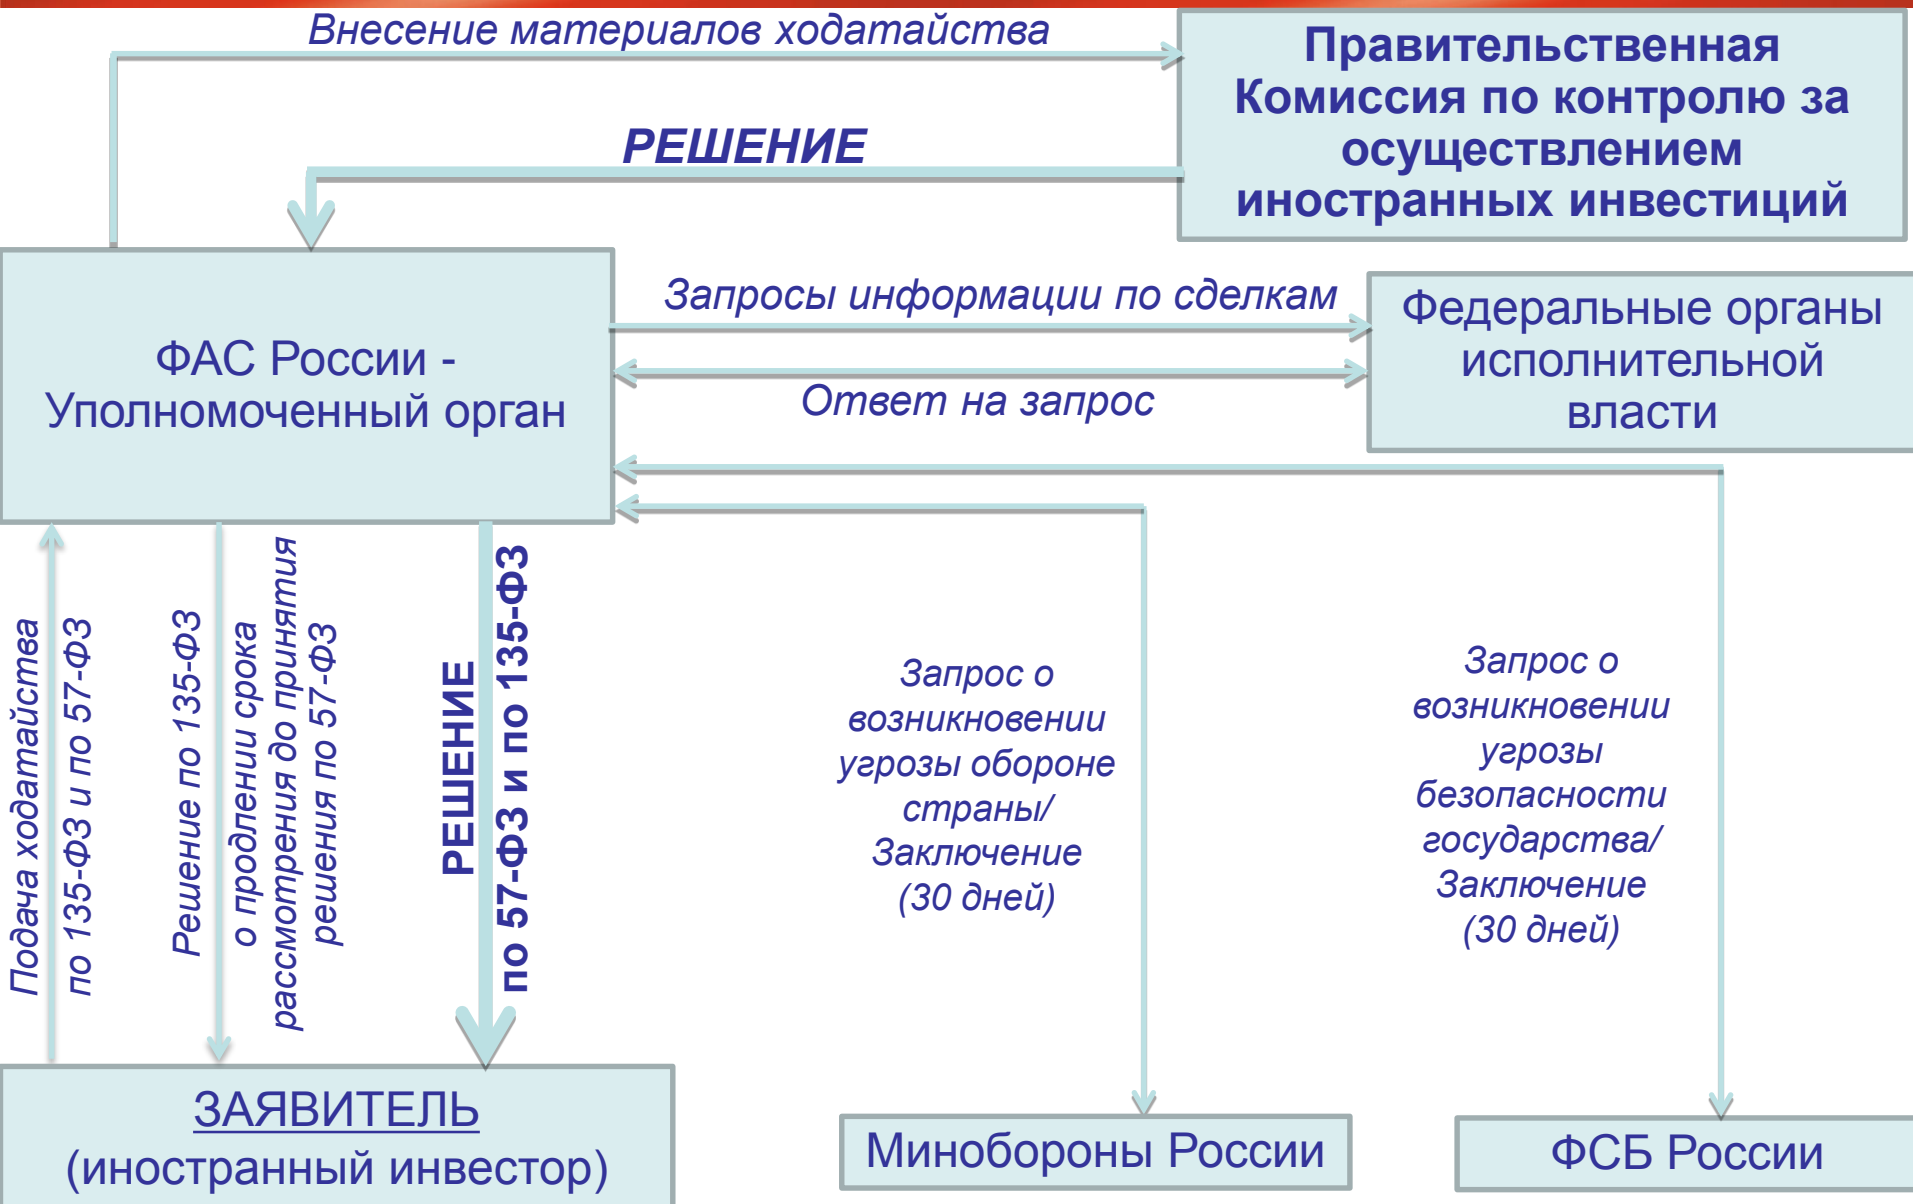 Внесение материалов ходатайства
Правительственная
Комиссия по контролю за
осуществлением
иностранных инвестиций
РЕШЕНИЕ
ФАС России -
Уполномоченный орган
Запросы информации по сделкам
Ответ на запрос
Федеральные органы
исполнительной
власти
Подача ходатайства
по 135-ФЗ и по 57-ФЗ
Решение по 135-ФЗ
о продлении срока
рассмотрения до принятия
решения по 57-ФЗ
РЕШЕНИЕ
по 57-ФЗ и по 135-ФЗ
Запрос о
возникновении
угрозы обороне
страны/
Заключение
(30 дней)
Запрос о
возникновении
угрозы
безопасности
государства/
Заключение
(30 дней)
ЗАЯВИТЕЛЬ
(иностранный инвестор)
Минобороны России
ФСБ России